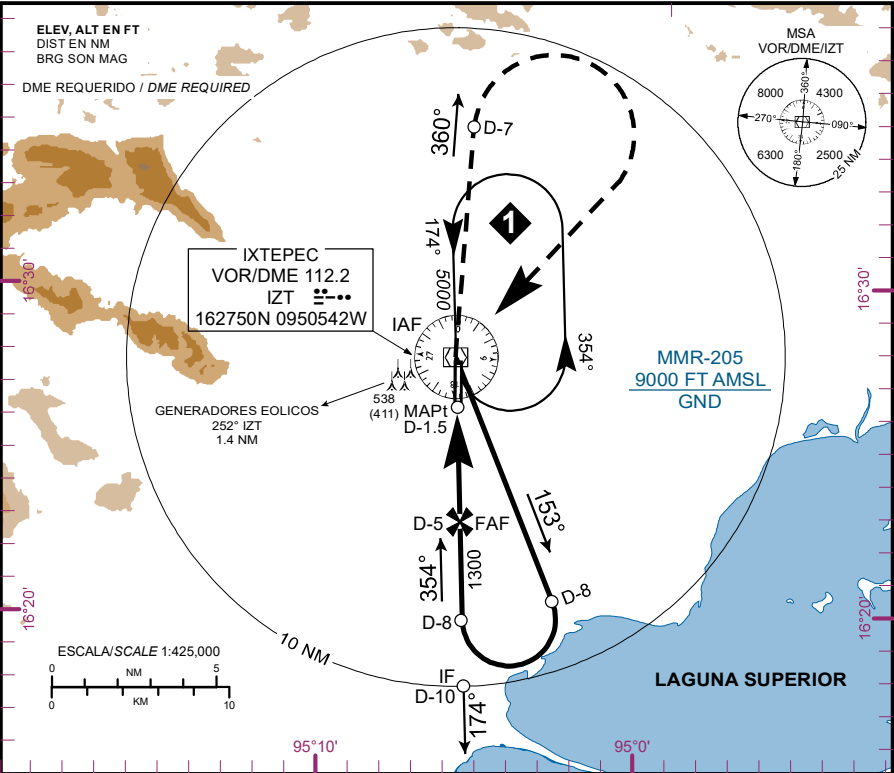 ELEV, ALT EN FT
DIST EN NM
BRG SON MAG
DME REQUERIDO / DME REQUIRED
MSA
VOR/DME/IZT
360°
8000
4300
270°
090°
6300
2500
180°
25 NM
360°
D-7
1
174°
5000
354°
16°30'
16°30'
IXTEPEC
VOR/DME 112.2
IZT
162750N 0950542W
IAF
0
9
18
27
MMR-205
9000 FT AMSL
GND
538
(411)
GENERADORES EOLICOS
252° IZT
1.4 NM
MAPt
D-1.5
D-5
FAF
153°
354°
1300
D-8
D-8
16°20'
16°20'
10 NM
IF
D-10
174°
ESCALA/SCALE 1:425,000
0
NM
5
0
KM
10
LAGUNA SUPERIOR
95°10'
95°0'